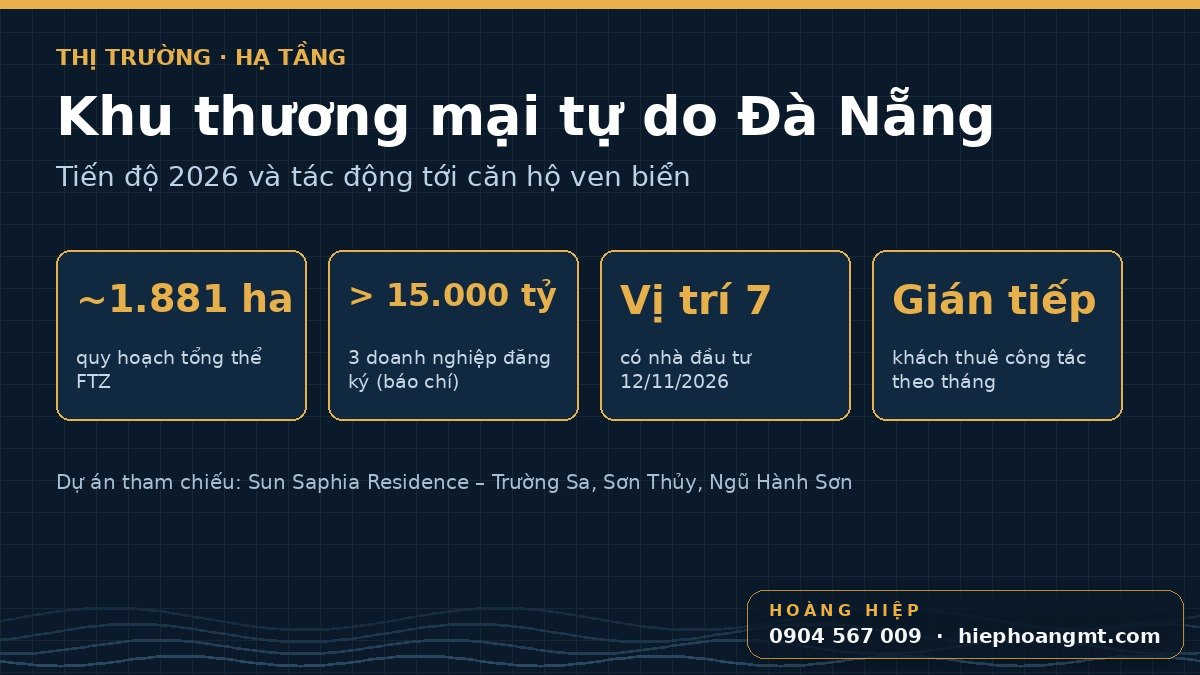 THỊ TRƯỜNG · HẠ TẦNG
Khu thương mại tự do Đà Nẵng
Tiến độ 2026 và tác động tới căn hộ ven biển
~1.881 ha
quy hoạch tổng thể
FTZ
> 15.000 tỷ
3 doanh nghiệp đăng
ký (báo chí)
Vị trí 7
có nhà đầu tư
12/11/2026
Gián tiếp
khách thuê công tác
theo tháng
Dự án tham chiếu: Sun Saphia Residence – Trường Sa, Sơn Thủy, Ngũ Hành Sơn
HOÀNG HIỆP
0904 567 009 · hiephoangmt.com